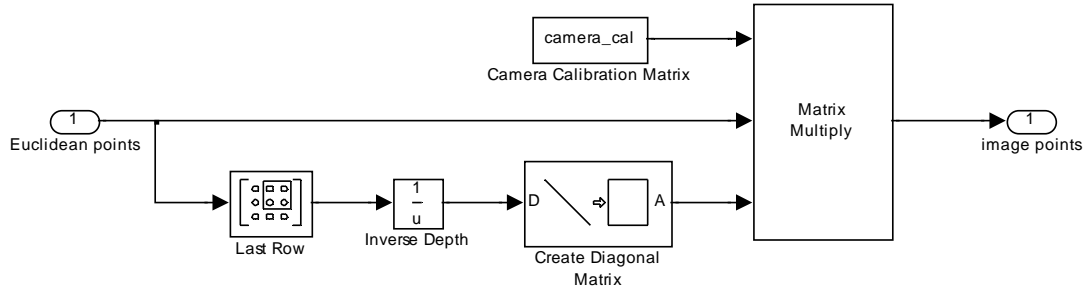 camera_cal
Camera Calibration Matrix
Matrix
Multiply
1
Euclidean points
1
image points
Last Row
1
u
Inverse Depth
D
A
Create Diagonal
Matrix